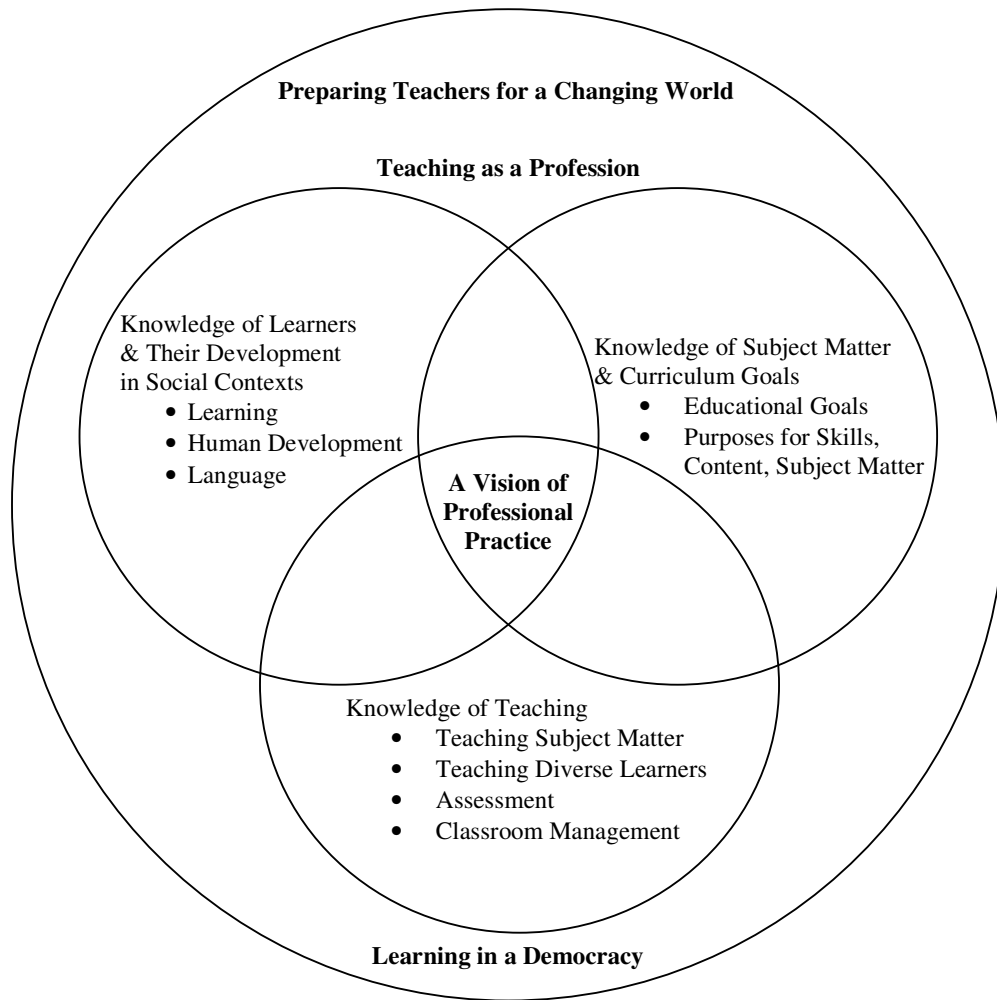 Preparing Teachers for a Changing World
Teaching as a Profession
Knowledge of Learners
& Their Development
in Social Contexts
• Learning
• Human Development
• Language
Knowledge of Subject Matter
& Curriculum Goals
• Educational Goals
• Purposes for Skills,
Content, Subject Matter
A Vision of
Professional
Practice
Knowledge of Teaching
• Teaching Subject Matter
• Teaching Diverse Learners
• Assessment
• Classroom Management
Learning in a Democracy